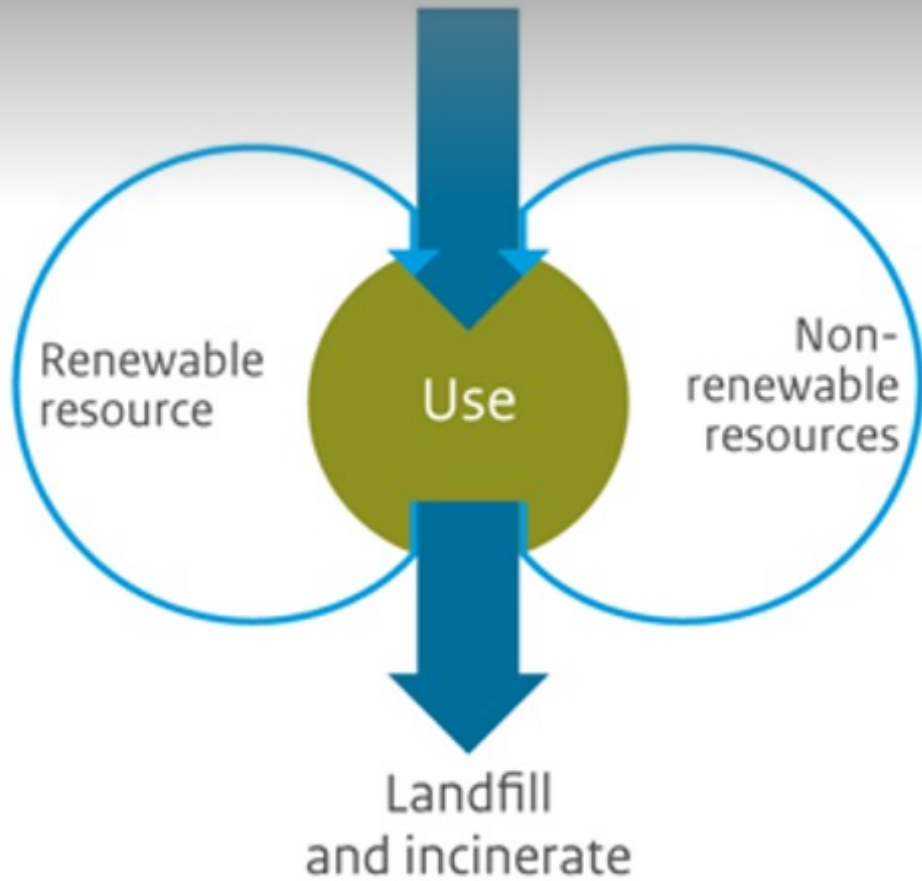 Renewable
resource
Use
Non-
renewable
resources
Landfill
and incinerate